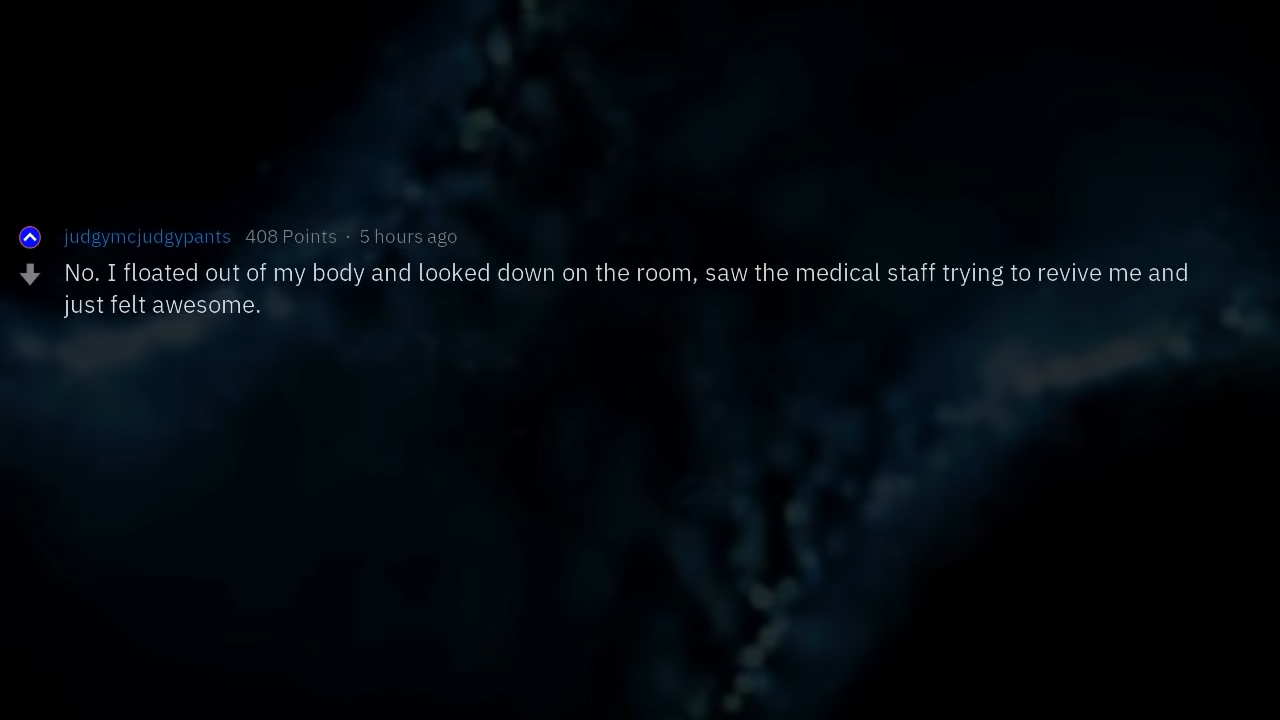 judgymcjudgypants 408 Points · 5 hours ago
No. I floated out of my body and looked down on the room, saw the medical staff trying to revive me and
just felt awesome.